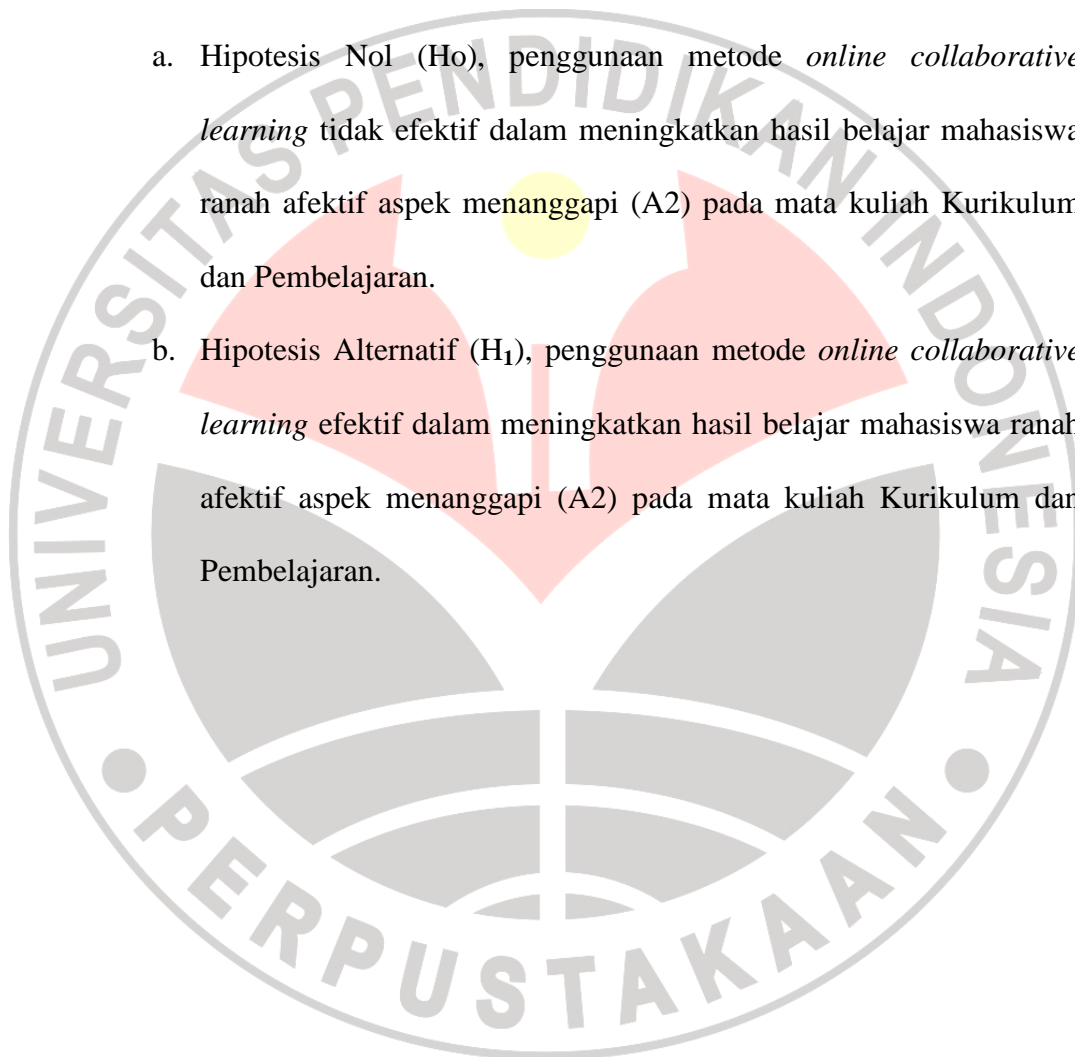 a. Hipotesis Nol (Ho), penggunaan metode online collaborative
learning tidak efektif dalam meningkatkan hasil belajar mahasiswa
ranah afektif aspek menanggapi (A2) pada mata kuliah Kurikulum
dan Pembelajaran.
b. Hipotesis Alternatif (H1), penggunaan metode online collaborative
learning efektif dalam meningkatkan hasil belajar mahasiswa ranah
afektif aspek menanggapi (A2) pada mata kuliah Kurikulum dan
Pembelajaran.
UNIVERSITAS PENDIDIKAN INDONESIA
PERPUSTAKAAN